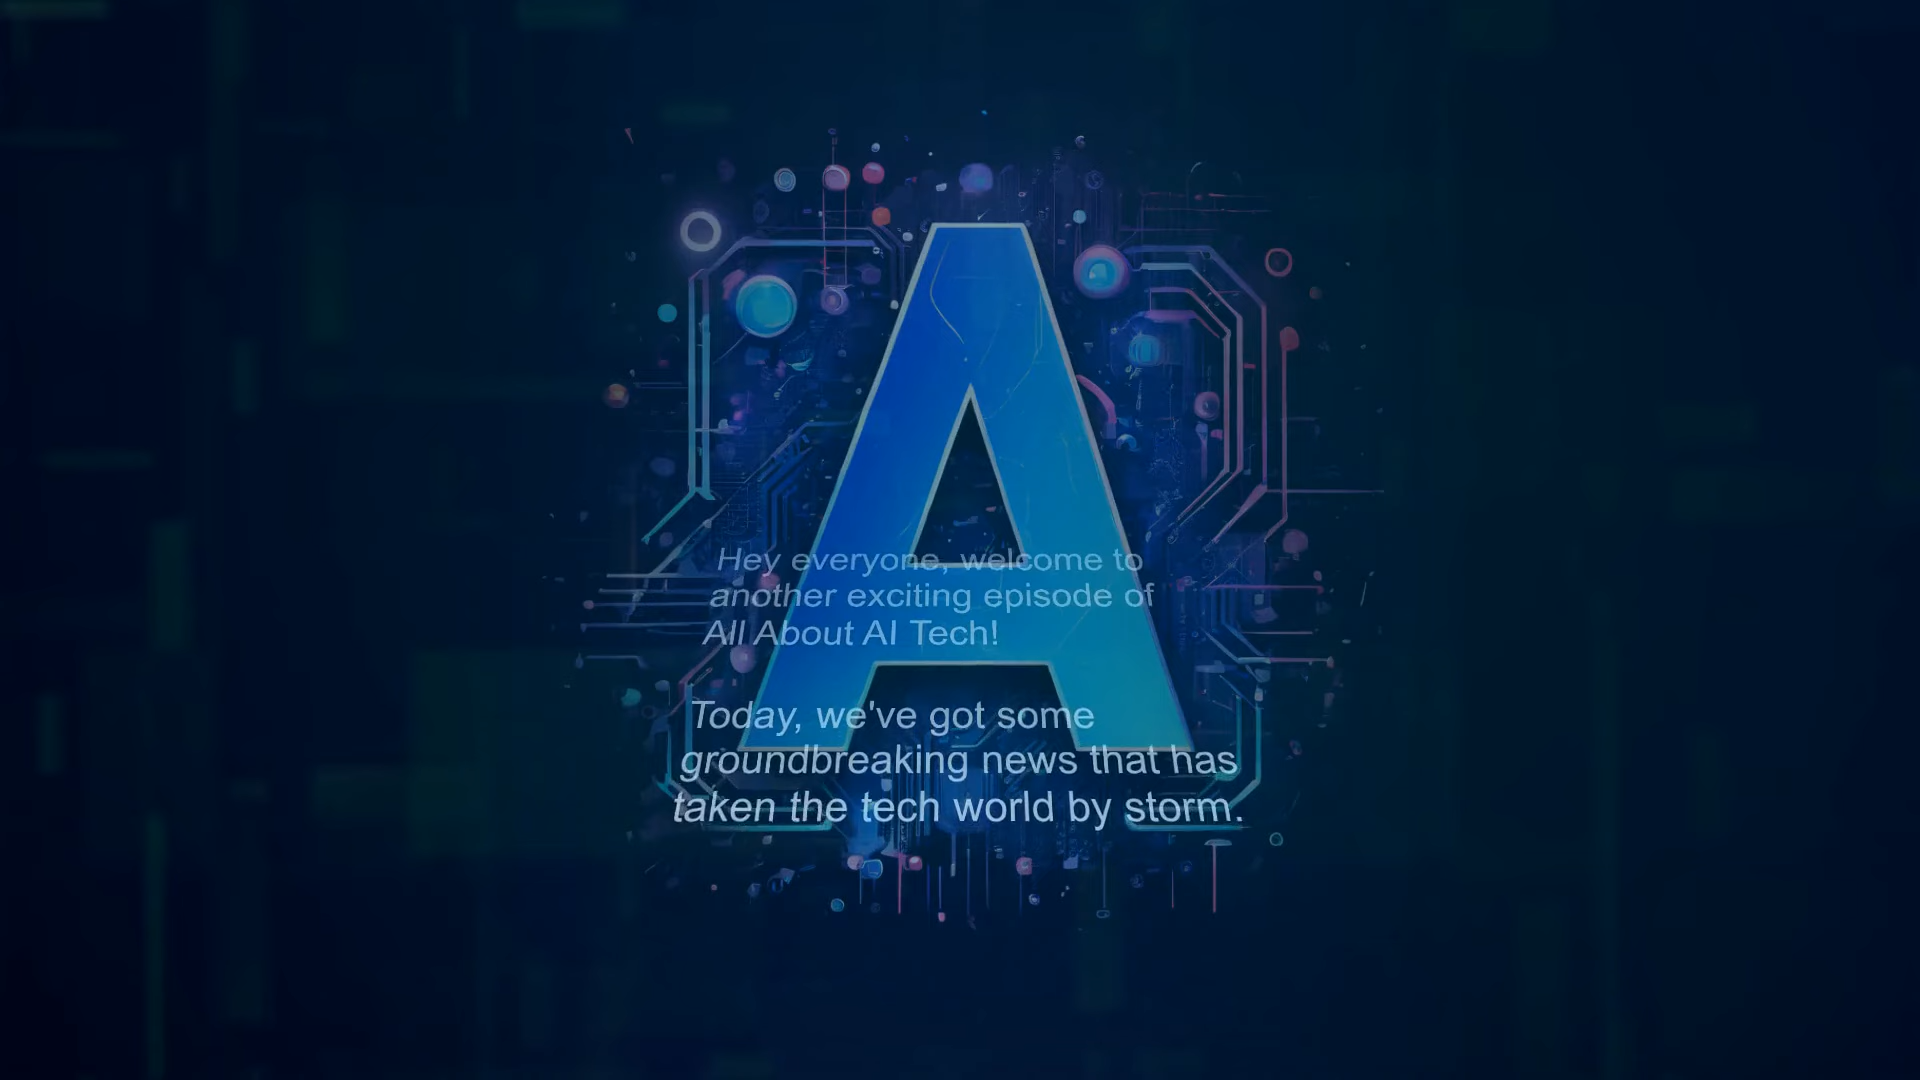 A
Hey everyone, welcome to
another exciting episode of
All About AI Tech!
Today, we've got some
groundbreaking news that has
taken the tech world by storm.